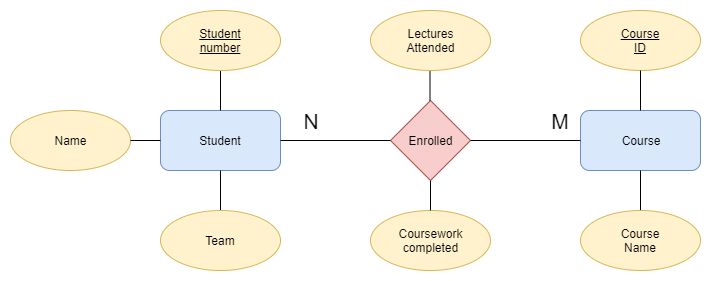 Student
number
Lectures
Attended
Course
ID
N
M
Name
Student
Enrolled
Course
Team
Coursework
completed
Course
Name